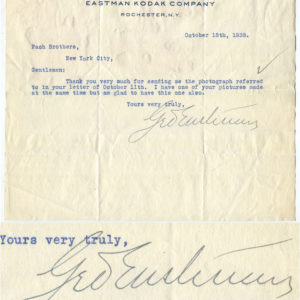 EASTMAN KODAK COMPANY
ROCHESTER, N.Y.
October 13th, 1928.
Pach Brothers,
New York City,
Gentlemen:
Thank you very much for sending me the photograph referred
to in your letter of October 11th. I have one of your pictures made
at the same time but am glad to have this one also.
Yours very truly,
Geo Eastman
Yours very truly,
Geo Eastman